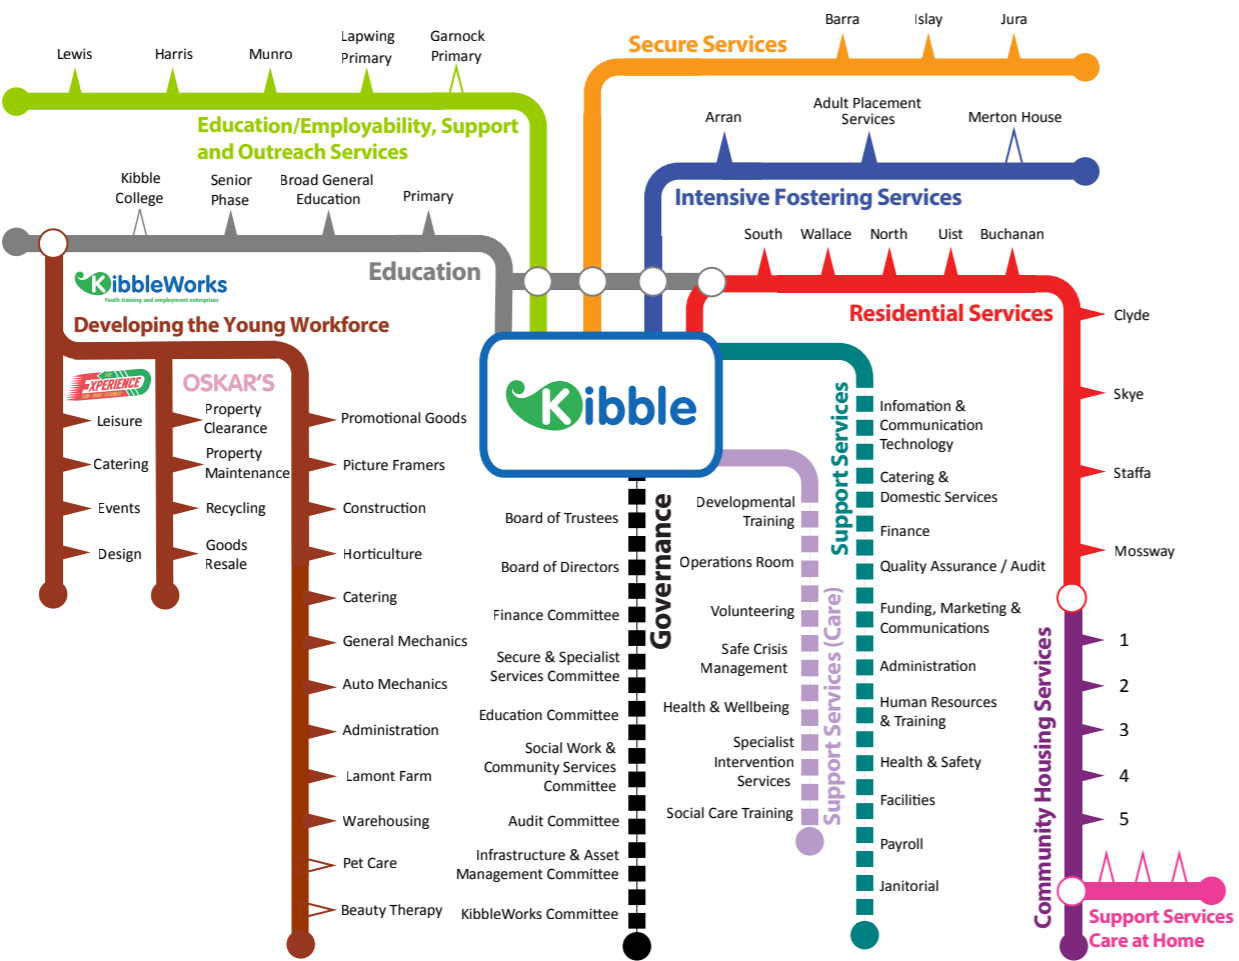 Lewis
Harris
Munro
Lapwing
Primary
Garnock
Primary
Education/Employability, Support
and Outreach Services
Secure Services
Barra
Islay
Jura
Arran
Adult Placement
Services
Merton House
Intensive Fostering Services
Kibble
College
Senior
Phase
Broad General
Education
Primary
Education
South
Wallace
North
Uist
Buchanan
Residential Services
Clyde
Skye
Staffa
Mossway
KibbleWorks
Youth training and employment enterprises
Developing the Young Workforce
THE
EXPERIENCE
OSKAR'S
Leisure
Catering
Events
Design
Property
Clearance
Property
Maintenance
Recycling
Goods
Resale
Promotional Goods
Picture Framers
Construction
Horticulture
Catering
General Mechanics
Auto Mechanics
Administration
Lamont Farm
Warehousing
Pet Care
Beauty Therapy
Kibble
Governance
Board of Trustees
Board of Directors
Finance Committee
Secure & Specialist
Services Committee
Education Committee
Social Work &
Community Services
Committee
Audit Committee
Infrastructure & Asset
Management Committee
KibbleWorks Committee
Support Services (Care)
Developmental
Training
Operations Room
Volunteering
Safe Crisis
Management
Health & Wellbeing
Specialist
Intervention
Services
Social Care Training
Support Services
Infomation &
Communication
Technology
Catering &
Domestic Services
Finance
Quality Assurance / Audit
Funding, Marketing &
Communications
Administration
Human Resources
& Training
Health & Safety
Facilities
Payroll
Janitorial
Community Housing Services
1
2
3
4
5
Support Services
Care at Home